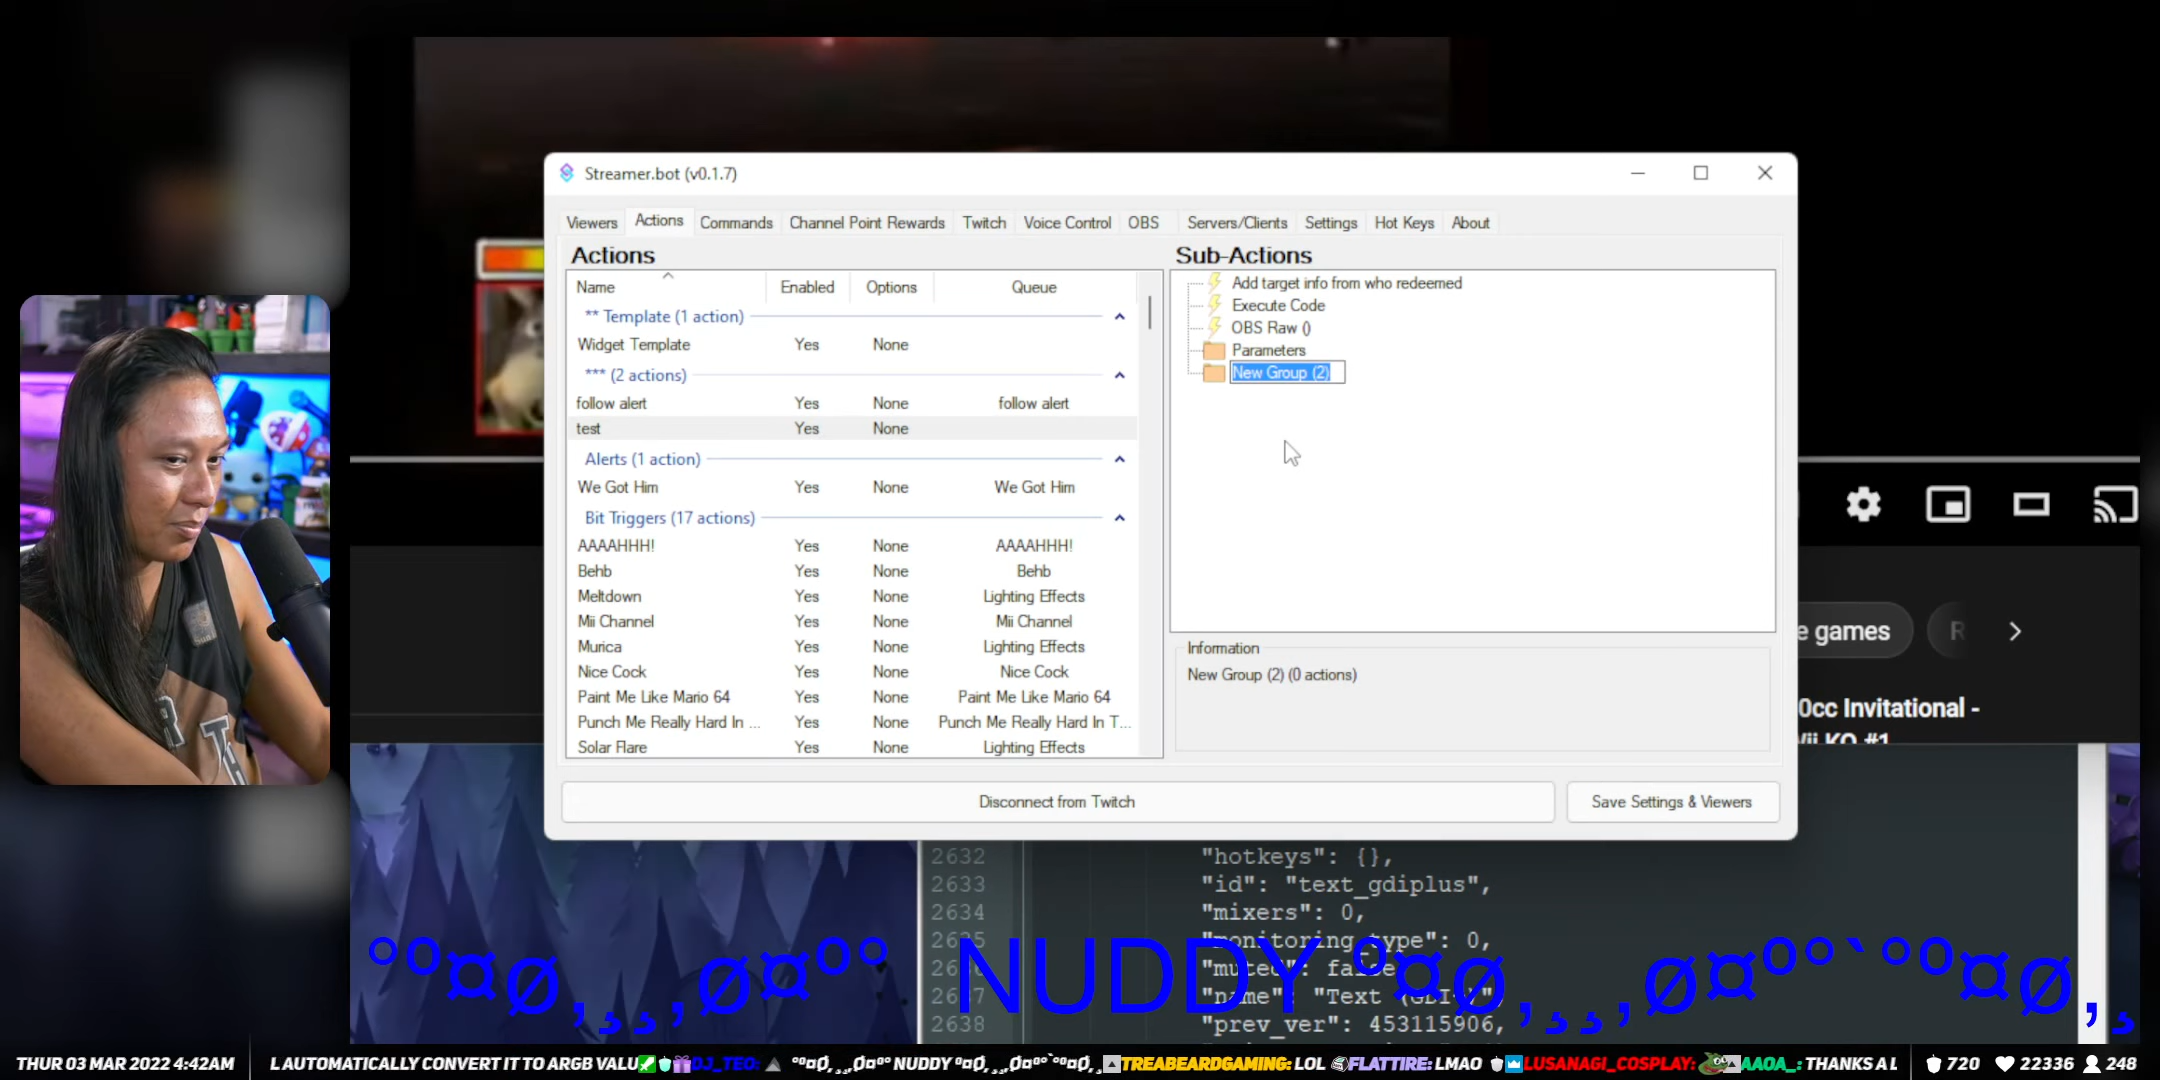 Streamer.bot (v0.1.7)
Viewers Actions Commands Channel Point Rewards Twitch Voice Control OBS Servers/Clients Settings Hot Keys About
Actions
Name Enabled Options Queue
** Template (1 action)
Widget Template Yes None
*** (2 actions)
follow alert Yes None follow alert
test Yes None
Alerts (1 action)
We Got Him Yes None We Got Him
Bit Triggers (17 actions)
AAAAHHH! Yes None AAAAHHH!
Behb Yes None Behb
Meltdown Yes None Lighting Effects
Mii Channel Yes None Mii Channel
Murica Yes None Lighting Effects
Nice Cock Yes None Nice Cock
Paint Me Like Mario 64 Yes None Paint Me Like Mario 64
Punch Me Really Hard In ... Yes None Punch Me Really Hard In T...
Solar Flare Yes None Lighting Effects
Sub-Actions
Add target info from who redeemed
Execute Code
OBS Raw ()
Parameters
New Group (2)
Information
New Group (2) (0 actions)
Disconnect from Twitch
Save Settings & Viewers
e games R
0cc Invitational -
2632 "hotkeys": {},
2633 "id": "text_gdiplus",
2634 "mixers": 0,
"monitoring_type": 0,
"name": "Text
2638 "prev_ver": 453115906,
°º¤ø,¸¸,ø¤º° NUDDY º¤ø,¸¸,ø¤º°`°º¤ø,¸
THUR 03 MAR 2022 4:42AM
L AUTOMATICALLY CONVERT IT TO ARGB VALU DJ_TEO: °º¤Ø,¸¸,Ø¤º° NUDDY º¤Ø,¸¸,Ø¤º°`°º¤Ø,¸ TREABEARDGAMING: LOL FLATTIRE: LMAO LUSANAGI_COSPLAY: AAOA_: THANKS A L
720 22336 248